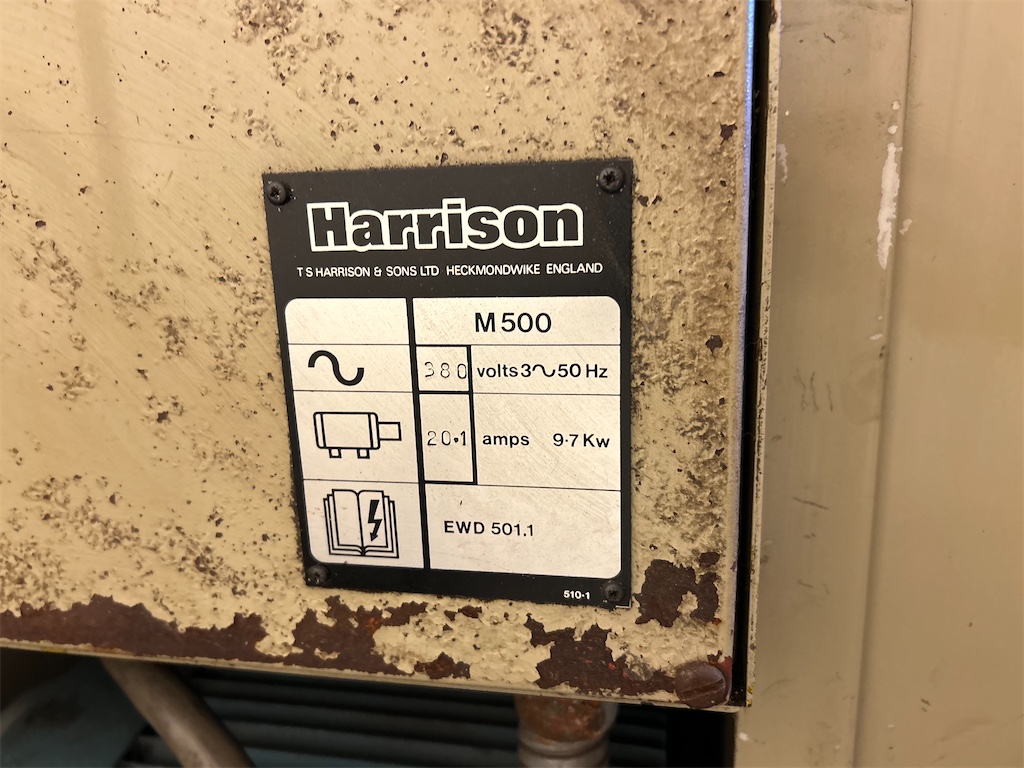 Harrison
T S HARRISON & SONS LTD HECKMONDWIKE ENGLAND
M500
380 volts 3∿50 Hz
20.1 amps 9·7 Kw
EWD 501.1
510·1